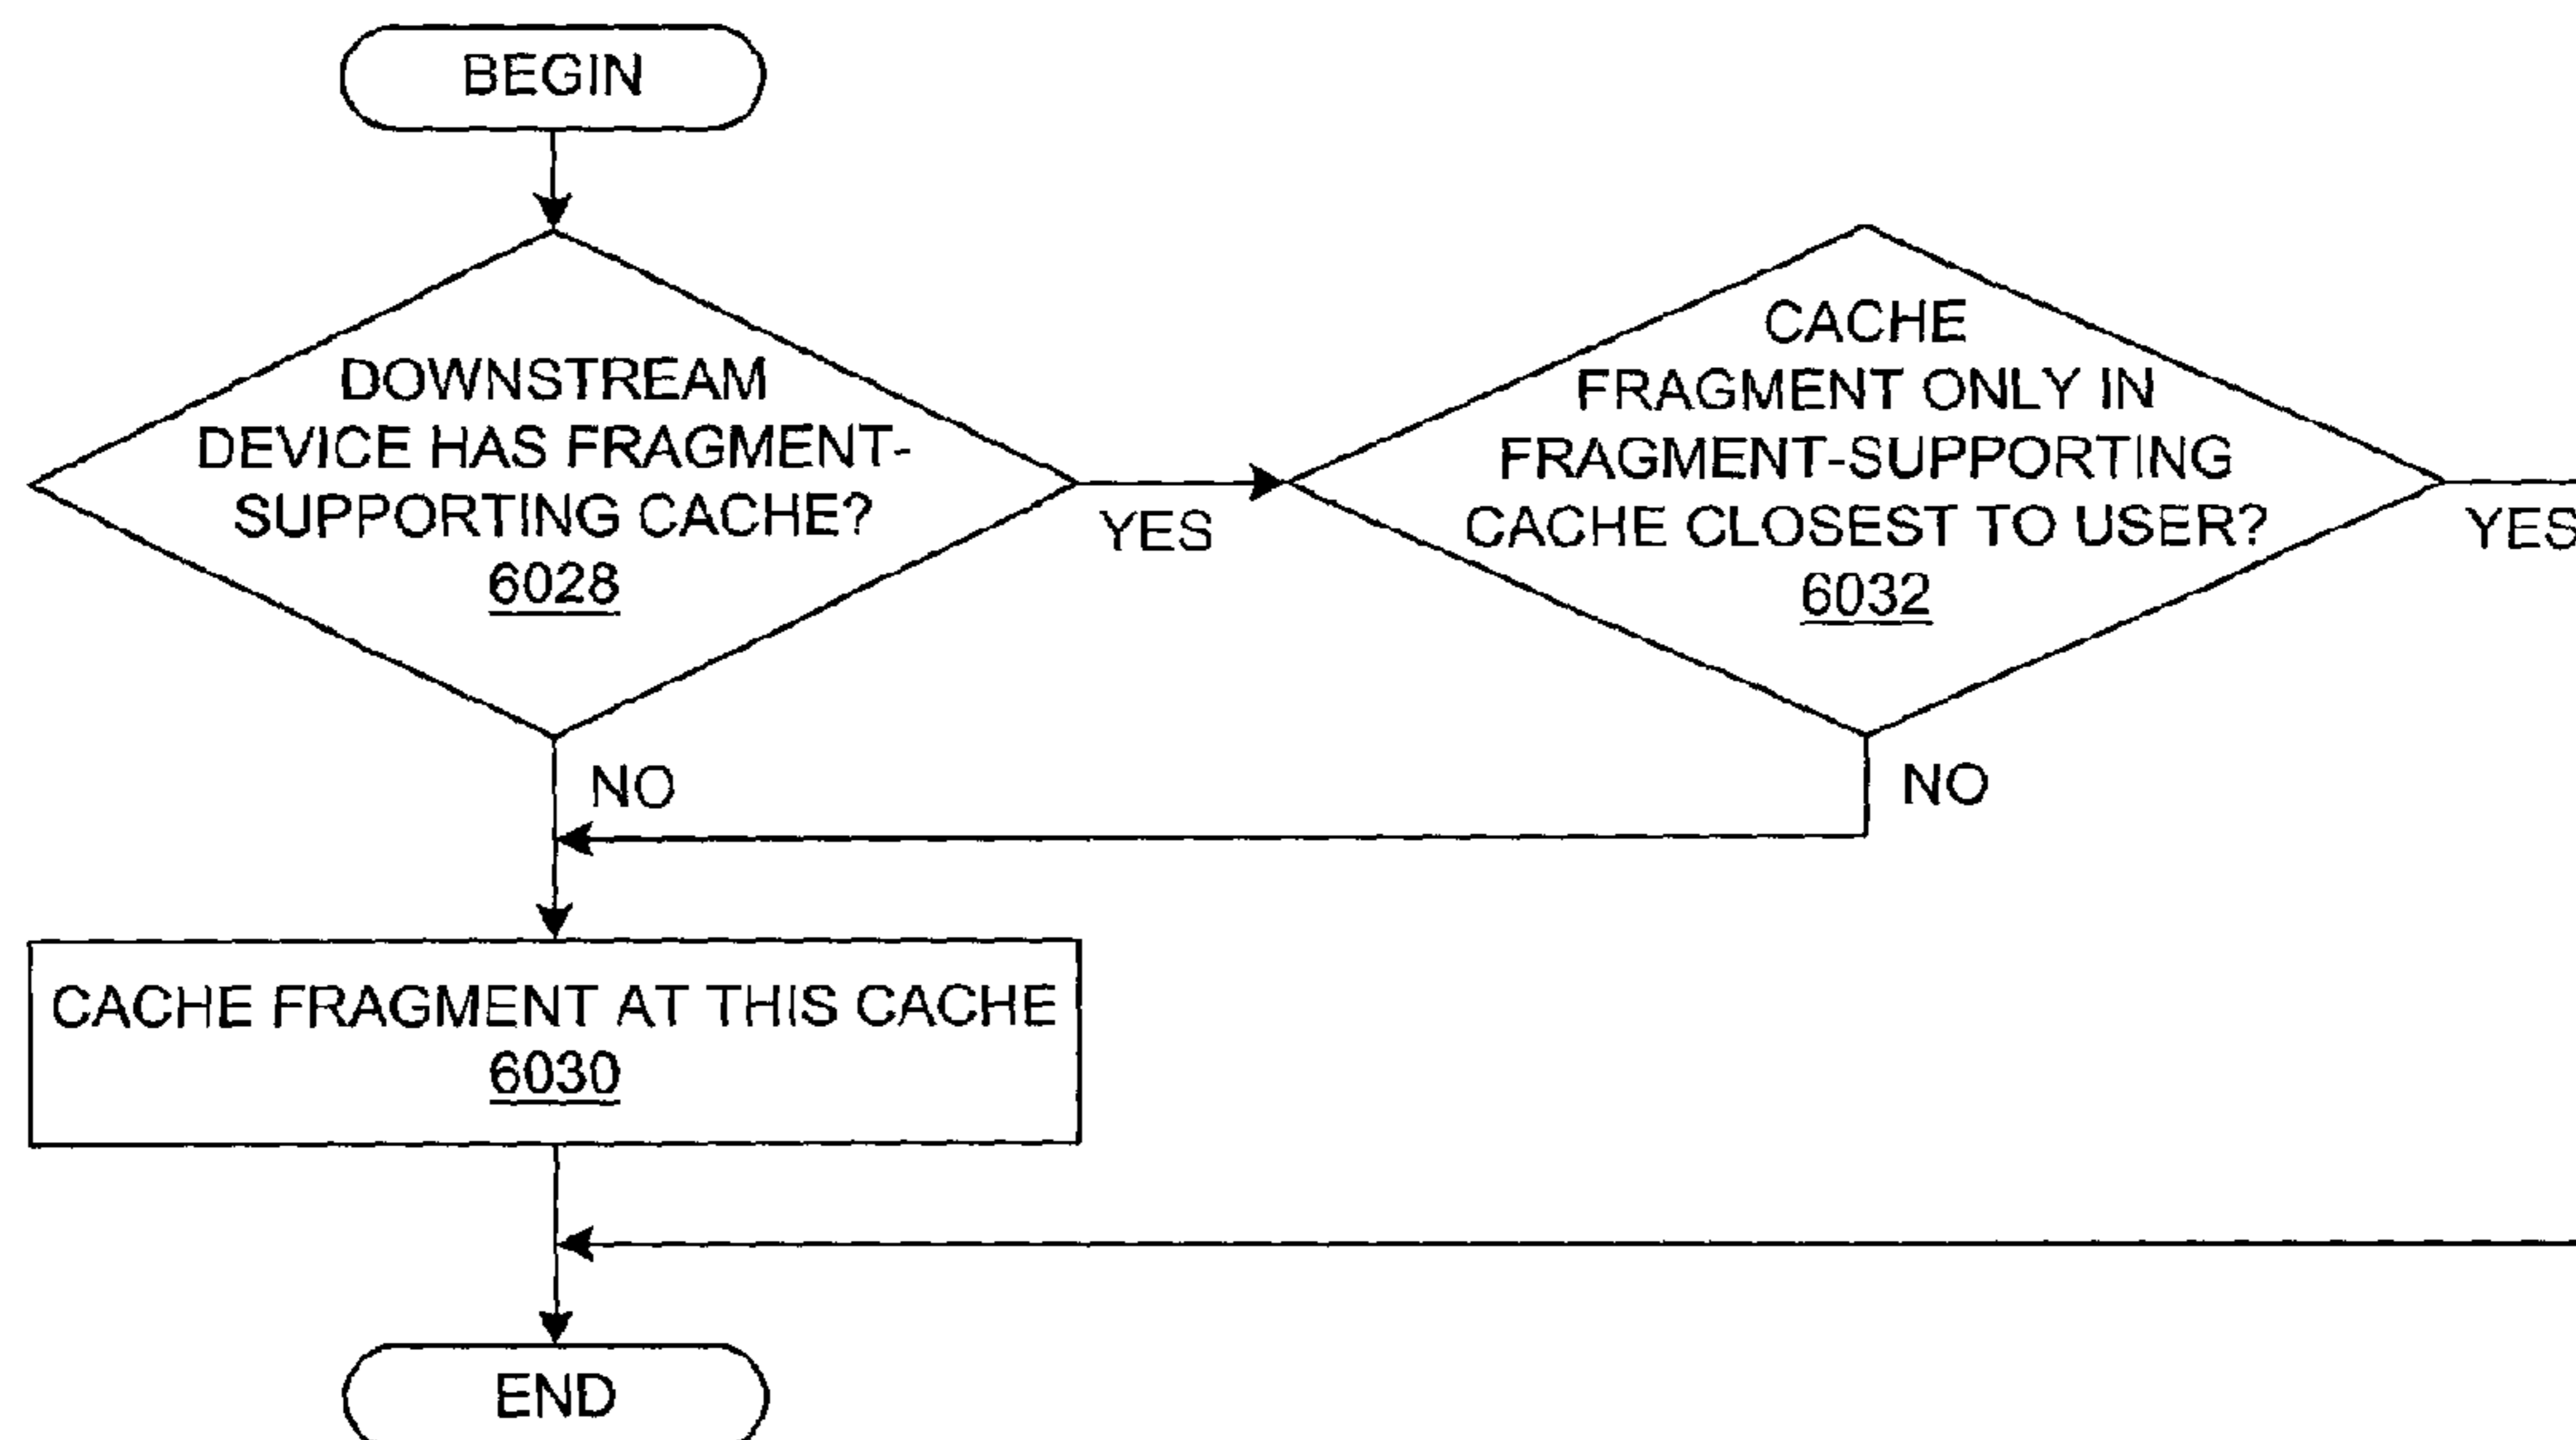 BEGIN
DOWNSTREAM
DEVICE HAS FRAGMENT-
SUPPORTING CACHE?
6028
YES
CACHE
FRAGMENT ONLY IN
FRAGMENT-SUPPORTING
CACHE CLOSEST TO USER?
6032
YES
NO
NO
CACHE FRAGMENT AT THIS CACHE
6030
END